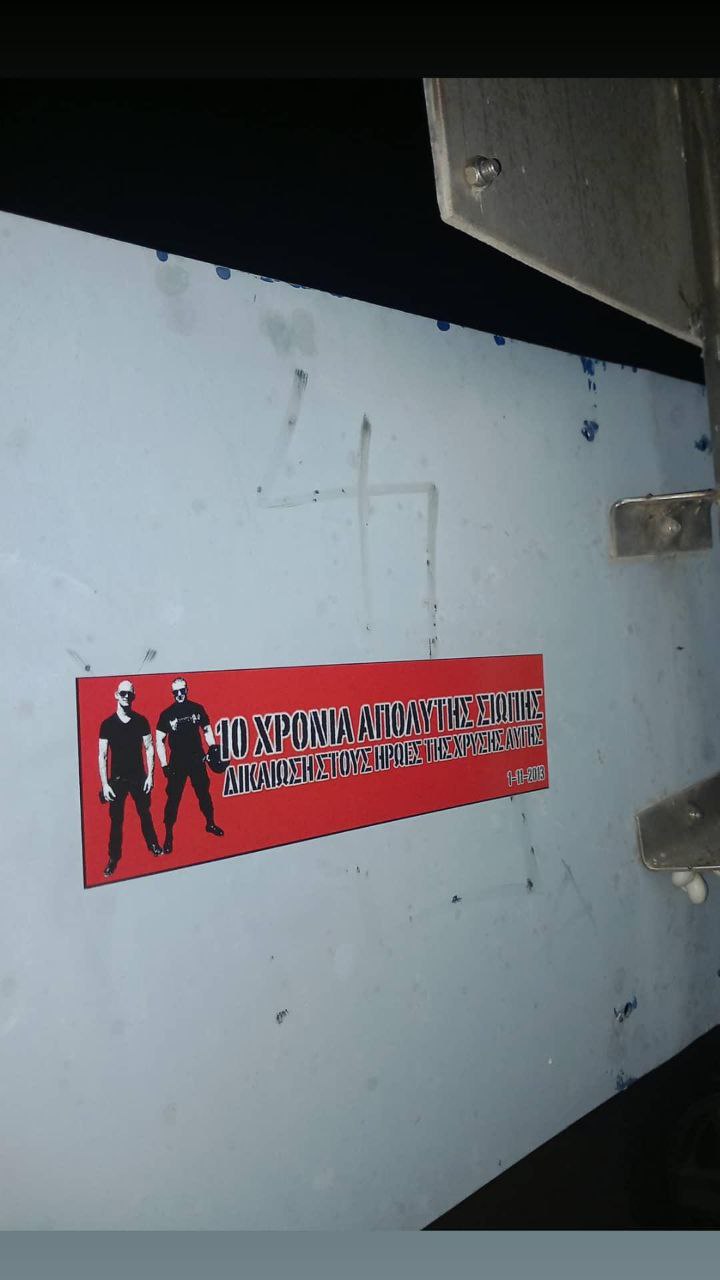 10 ΧΡΟΝΙΑ ΑΠΟΛΥΤΗΣ ΣΙΩΠΗΣ
ΔΙΚΑΙΩΣΗ ΣΤΟΥΣ ΗΡΩΕΣ ΤΗΣ ΧΡΥΣΗΣ ΑΥΓΗΣ
1-11-2013